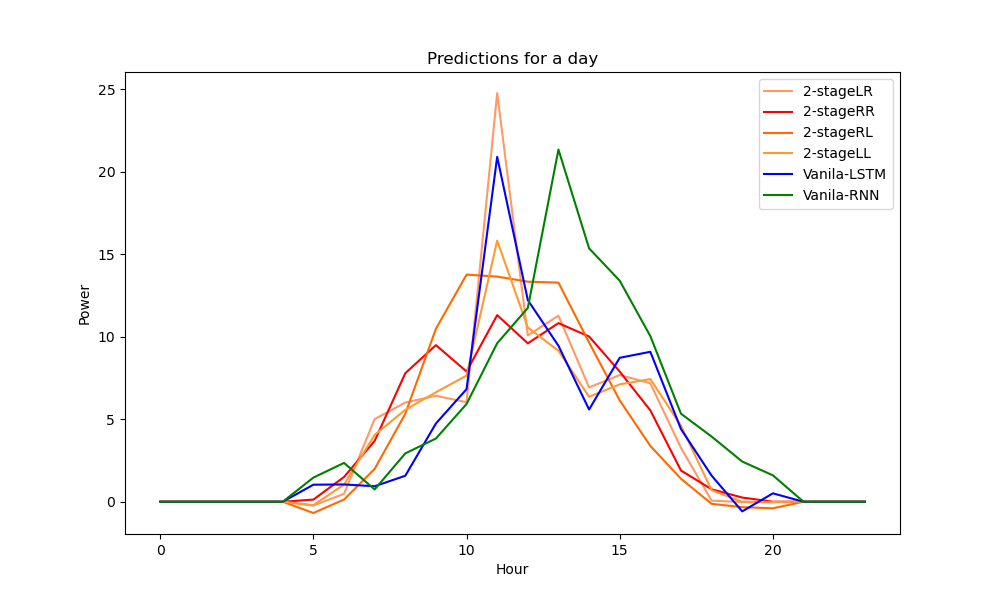 Predictions for a day
2-stageLR
2-stageRR
2-stageRL
2-stageLL
Vanila-LSTM
Vanila-RNN
25
20
15
10
5
0
Power
0 5 10 15 20
Hour